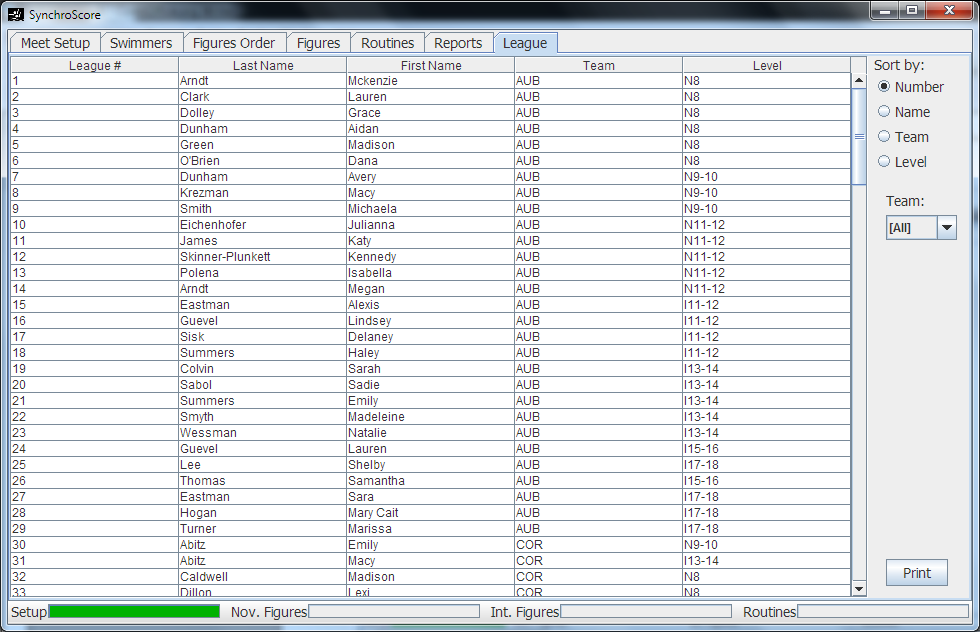 SynchroScore
Meet Setup Swimmers Figures Order Figures Routines Reports League
League # Last Name First Name Team Level
1 Arndt Mckenzie AUB N8
2 Clark Lauren AUB N8
3 Dolley Grace AUB N8
4 Dunham Aidan AUB N8
5 Green Madison AUB N8
6 O'Brien Dana AUB N8
7 Dunham Avery AUB N9-10
8 Krezman Macy AUB N9-10
9 Smith Michaela AUB N9-10
10 Eichenhofer Julianna AUB N11-12
11 James Katy AUB N11-12
12 Skinner-Plunkett Kennedy AUB N11-12
13 Polena Isabella AUB N11-12
14 Arndt Megan AUB N11-12
15 Eastman Alexis AUB I11-12
16 Guevel Lindsey AUB I11-12
17 Sisk Delaney AUB I11-12
18 Summers Haley AUB I11-12
19 Colvin Sarah AUB I13-14
20 Sabol Sadie AUB I13-14
21 Summers Emily AUB I13-14
22 Smyth Madeleine AUB I13-14
23 Wessman Natalie AUB I13-14
24 Guevel Lauren AUB I15-16
25 Lee Shelby AUB I17-18
26 Thomas Samantha AUB I15-16
27 Eastman Sara AUB I17-18
28 Hogan Mary Cait AUB I17-18
29 Turner Marissa AUB I17-18
30 Abitz Emily COR N9-10
31 Abitz Macy COR I13-14
32 Caldwell Madison COR N8
33 Dillon Lexi COR N8
Sort by:
Number
Name
Team
Level
Team:
[All]
Print
Setup Nov. Figures Int. Figures Routines